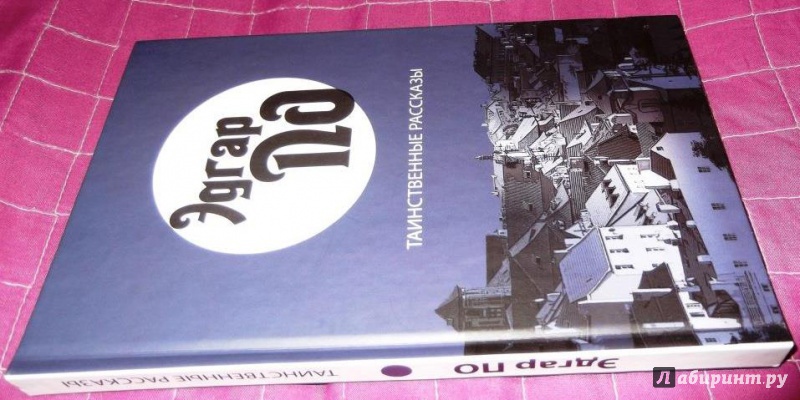 Эдгар
ПО
ТАИНСТВЕННЫЕ РАССКАЗЫ
Эдгар ПО
ТАИНСТВЕННЫЕ РАССКАЗЫ
Лабиринт.ру